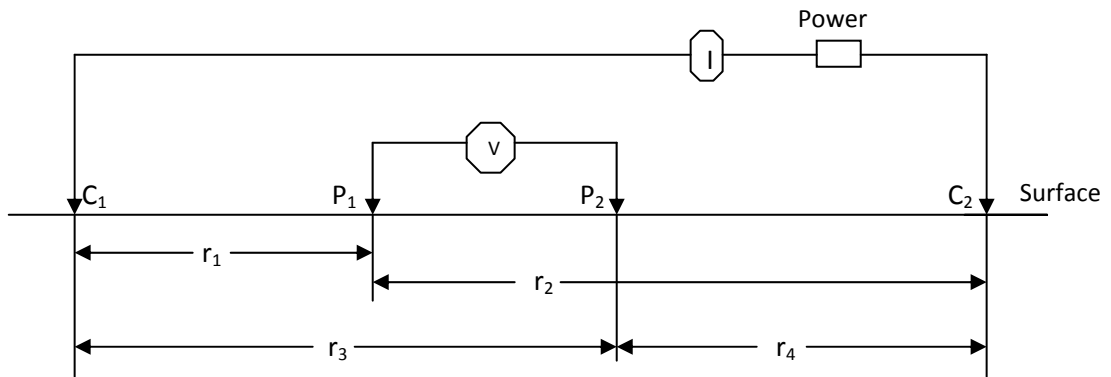 Power
I
V
C₁ P₁ P₂ C₂ Surface
r₁
r₂
r₃ r₄